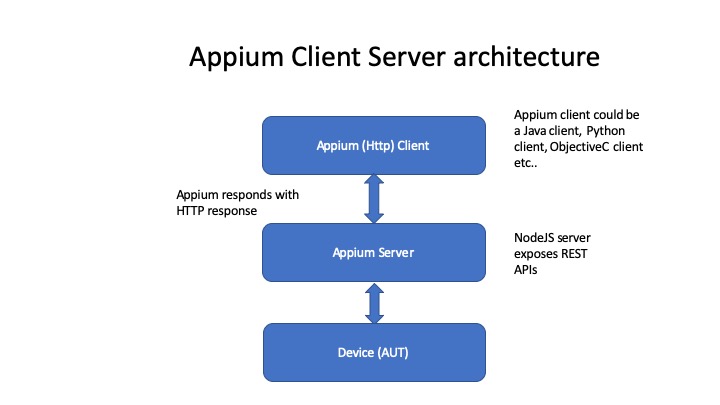 Appium Client Server architecture
Appium (Http) Client
Appium client could be
a Java client, Python
client, ObjectiveC client
etc..
Appium responds with
HTTP response
Appium Server
NodeJS server
exposes REST
APIs
Device (AUT)